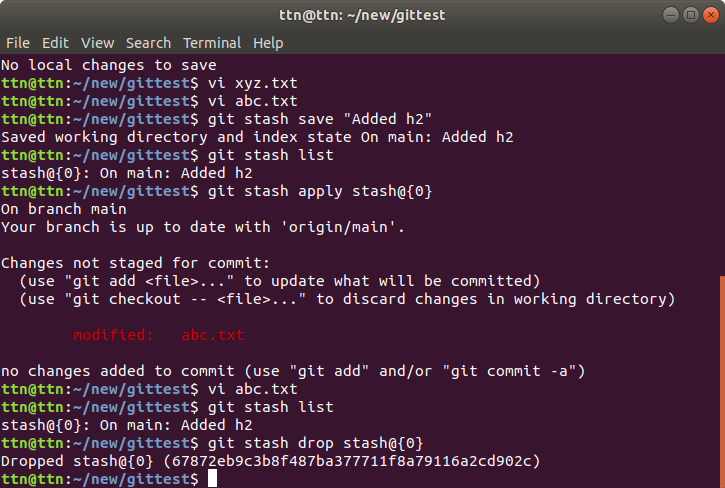 ttn@ttn: ~/new/gittest
File Edit View Search Terminal Help
No local changes to save
ttn@ttn:~/new/gittest$ vi xyz.txt
ttn@ttn:~/new/gittest$ vi abc.txt
ttn@ttn:~/new/gittest$ git stash save "Added h2"
Saved working directory and index state On main: Added h2
ttn@ttn:~/new/gittest$ git stash list
stash@{0}: On main: Added h2
ttn@ttn:~/new/gittest$ git stash apply stash@{0}
On branch main
Your branch is up to date with 'origin/main'.

Changes not staged for commit:
  (use "git add <file>..." to update what will be committed)
  (use "git checkout -- <file>..." to discard changes in working directory)

        modified:   abc.txt

no changes added to commit (use "git add" and/or "git commit -a")
ttn@ttn:~/new/gittest$ vi abc.txt
ttn@ttn:~/new/gittest$ git stash list
stash@{0}: On main: Added h2
ttn@ttn:~/new/gittest$ git stash drop stash@{0}
Dropped stash@{0} (67872eb9c3b8f487ba377711f8a79116a2cd902c)
ttn@ttn:~/new/gittest$